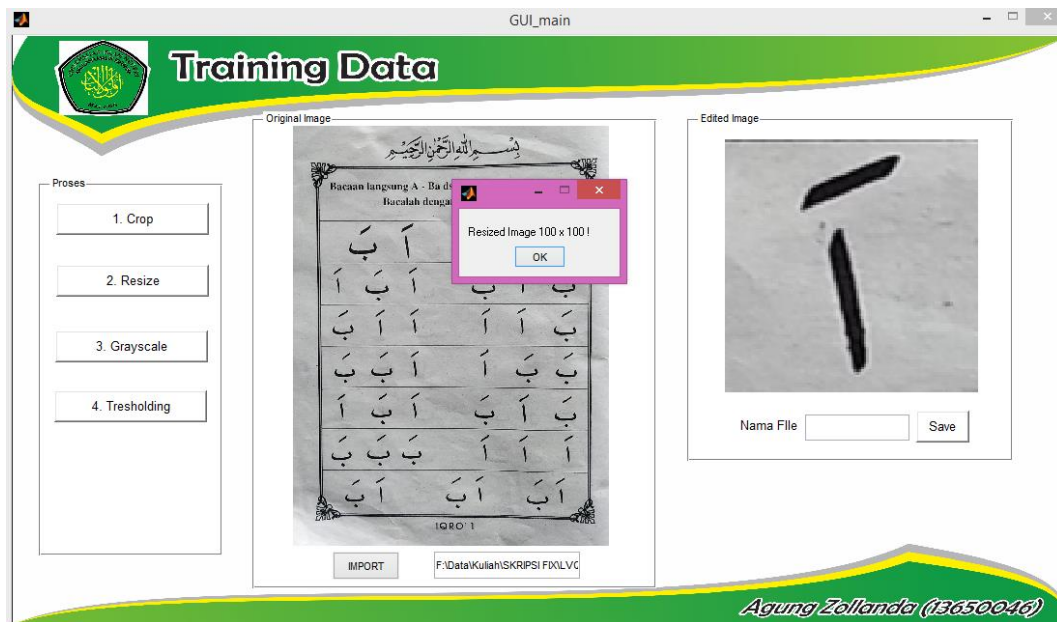 GUI_main
Training Data
Proses
1. Crop
2. Resize
3. Grayscale
4. Tresholding
Original Image
بِسْــــمِ اللهِ الرَّحْمٰنِ الرَّحِيْمِ
Bacaan langsung A - Ba
Bacalah
اَ بَ
بَ اَ بَ اَ بَ اَ
بَ اَ اَ اَ اَ بَ
بَ بَ اَ اَ بَ بَ
بَ اَ بَ اَ بَ اَ
اَ اَ اَ بَ بَ بَ
اَ بَ اَ بَ اَ بَ
IQRO' 1
Resized Image 100 x 100 !
OK
IMPORT
F:\Data\Kuliah\SKRIPSI FIX\LVQ
Edited Image
اَ
Nama FIle
Save
Agung Zollanda (13650046)